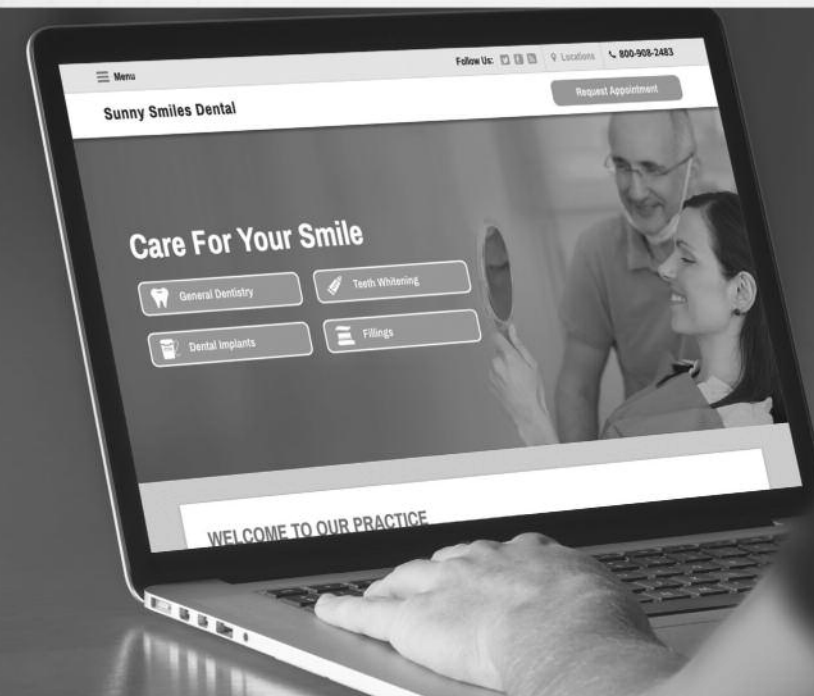 Menu
Follow Us:
Locations
800-908-2483
Sunny Smiles Dental
Request Appointment
Care For Your Smile
General Dentistry
Teeth Whitening
Dental Implants
Fillings
WELCOME TO OUR PRACTICE